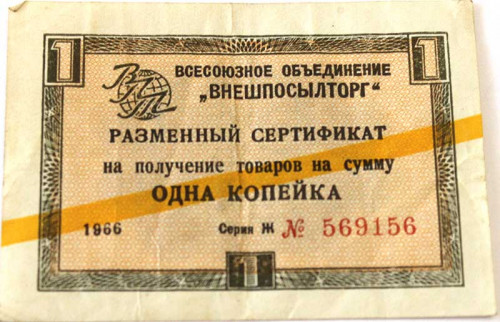 1 1
ВПТ
ВСЕСОЮЗНОЕ ОБЪЕДИНЕНИЕ
„ВНЕШПОСЫЛТОРГ"
РАЗМЕННЫЙ СЕРТИФИКАТ
на получение товаров на сумму
ОДНА КОПЕЙКА
1966 Серия Ж № 569156
1